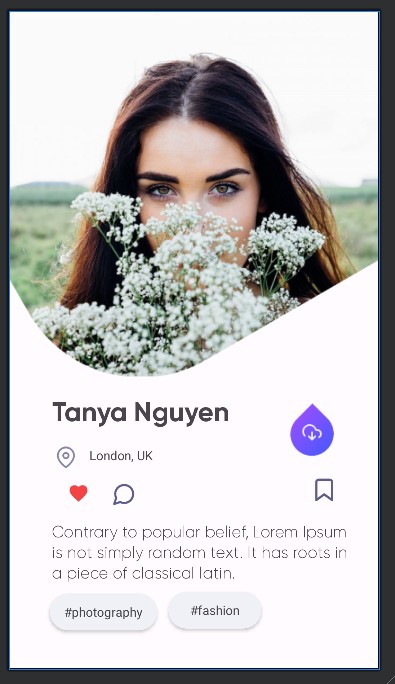 Tanya Nguyen
London, UK
Contrary to popular belief, Lorem Ipsum
is not simply random text. It has roots in
a piece of classical latin.
#photography
#fashion